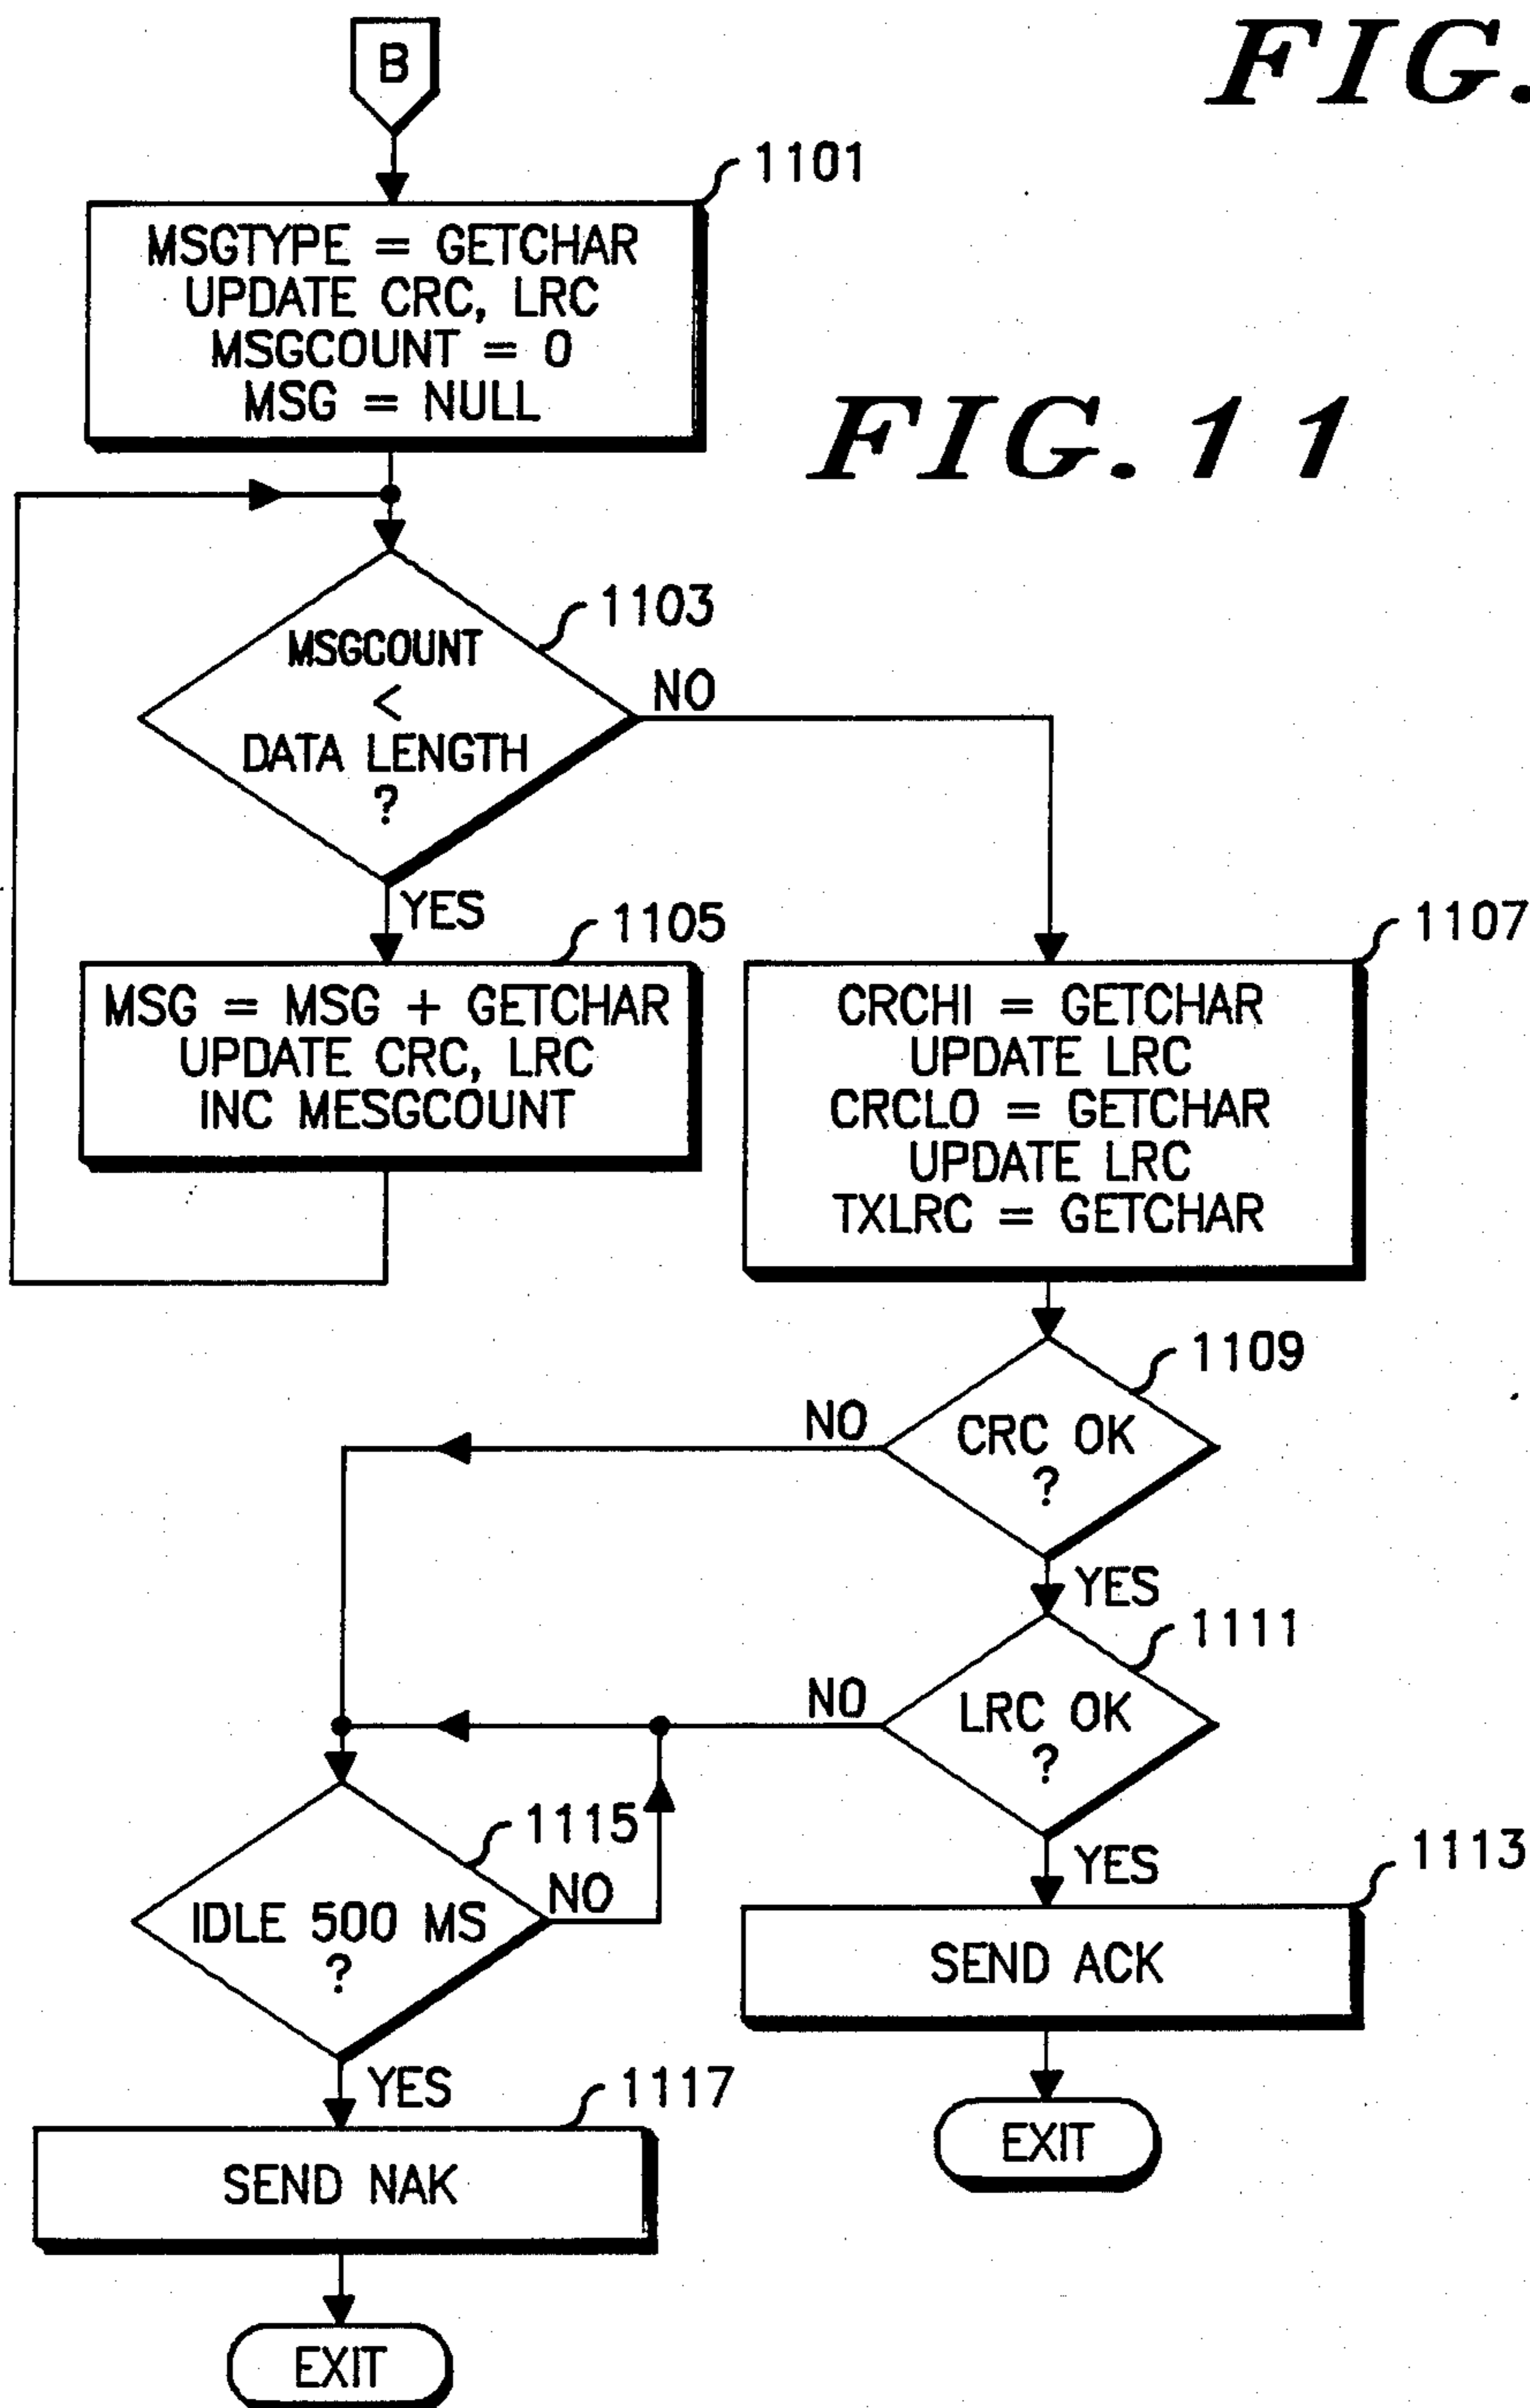 FIG.
B
1101
MSGTYPE = GETCHAR
UPDATE CRC, LRC
MSGCOUNT = 0
MSG = NULL
FIG. 11
1103
MSGCOUNT
<
DATA LENGTH
?
NO
YES
1105
MSG = MSG + GETCHAR
UPDATE CRC, LRC
INC MESGCOUNT
1107
CRCHI = GETCHAR
UPDATE LRC
CRCLO = GETCHAR
UPDATE LRC
TXLRC = GETCHAR
1109
CRC OK
?
NO
YES
1111
LRC OK
?
NO
YES
1115
IDLE 500 MS
?
NO
YES
1113
SEND ACK
EXIT
1117
SEND NAK
EXIT